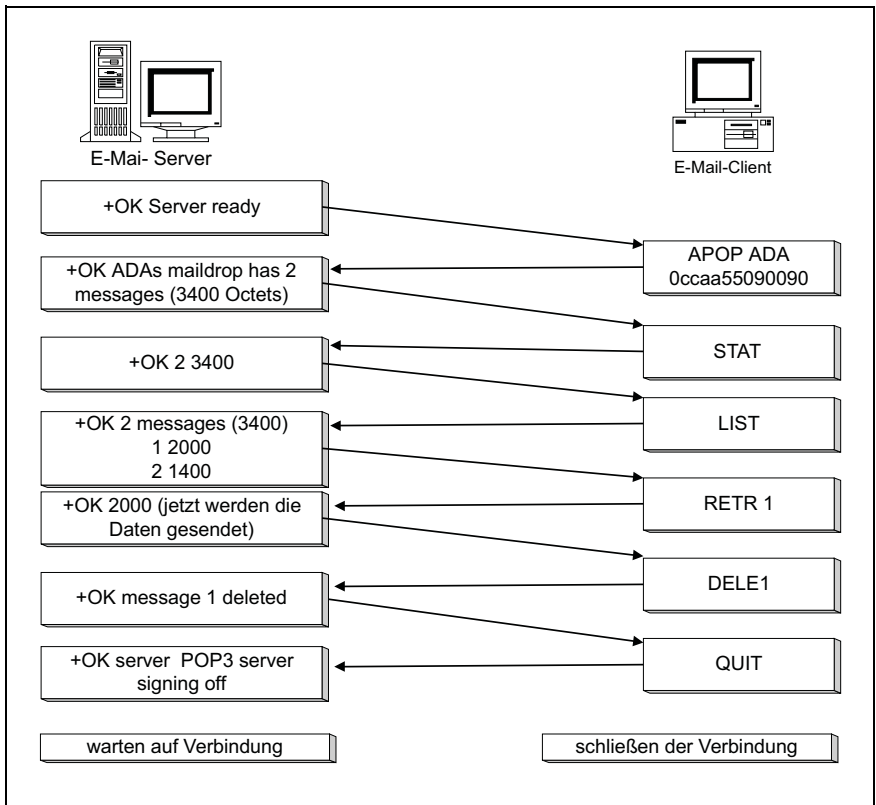 E-Mai- Server
E-Mail-Client
+OK Server ready
APOP ADA
0ccaa55090090
+OK ADAs maildrop has 2
messages (3400 Octets)
STAT
+OK 2 3400
LIST
+OK 2 messages (3400)
1 2000
2 1400
RETR 1
+OK 2000 (jetzt werden die
Daten gesendet)
DELE1
+OK message 1 deleted
QUIT
+OK server  POP3 server
signing off
warten auf Verbindung
schließen der Verbindung